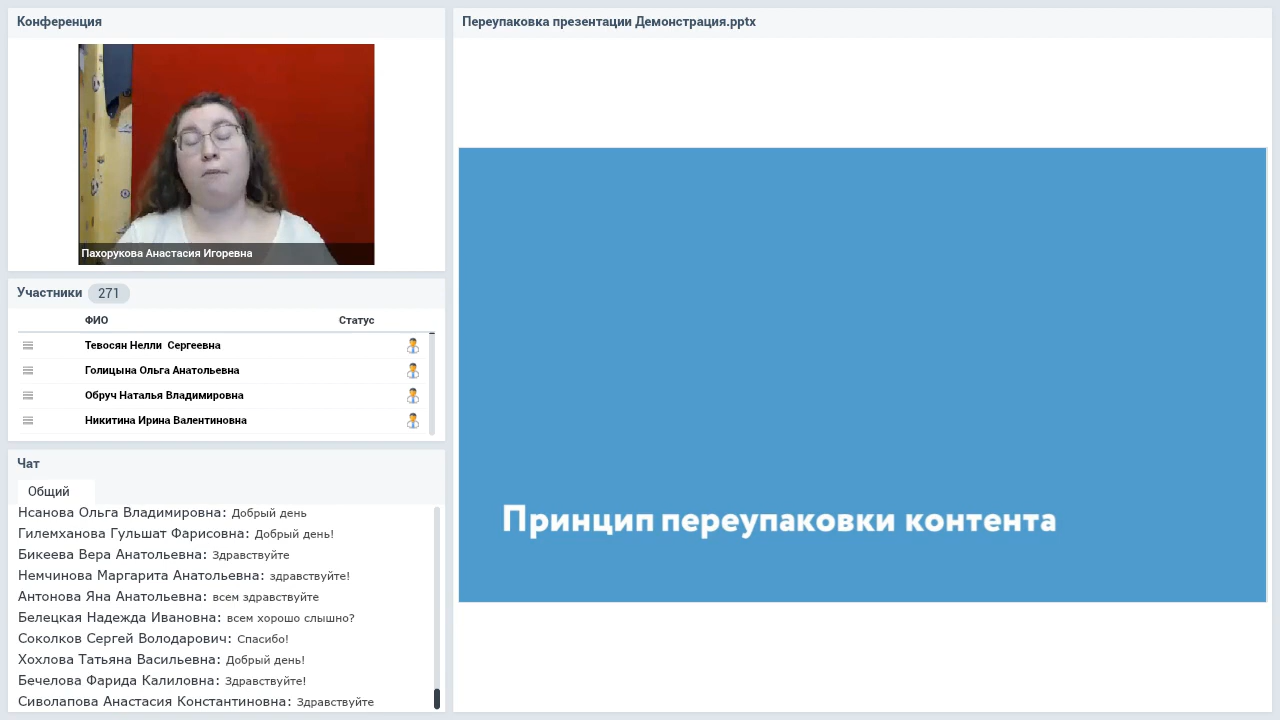 Конференция
Пахорукова Анастасия Игоревна
Участники 271
ФИО Статус
Тевосян Нелли Сергеевна
Голицына Ольга Анатольевна
Обруч Наталья Владимировна
Никитина Ирина Валентиновна
Чат
Общий
Нсанова Ольга Владимировна: Добрый день
Гилемханова Гульшат Фарисовна: Добрый день!
Бикеева Вера Анатольевна: Здравствуйте
Немчинова Маргарита Анатольевна: здравствуйте!
Антонова Яна Анатольевна: всем здравствуйте
Белецкая Надежда Ивановна: всем хорошо слышно?
Соколков Сергей Володарович: Спасибо!
Хохлова Татьяна Васильевна: Добрый день!
Бечелова Фарида Калиловна: Здравствуйте!
Сиволапова Анастасия Константиновна: Здравствуйте
Переупаковка презентации Демонстрация.pptx
Принцип переупаковки контента